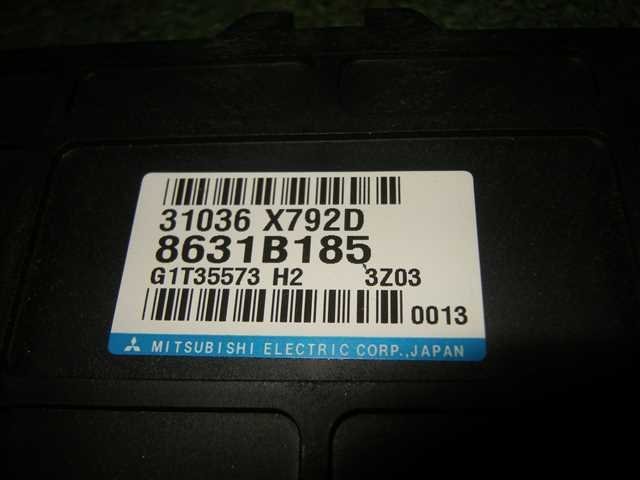 31036 X792D
8631B185
G1T35573 H2 3Z03
0013
MITSUBISHI ELECTRIC CORP., JAPAN